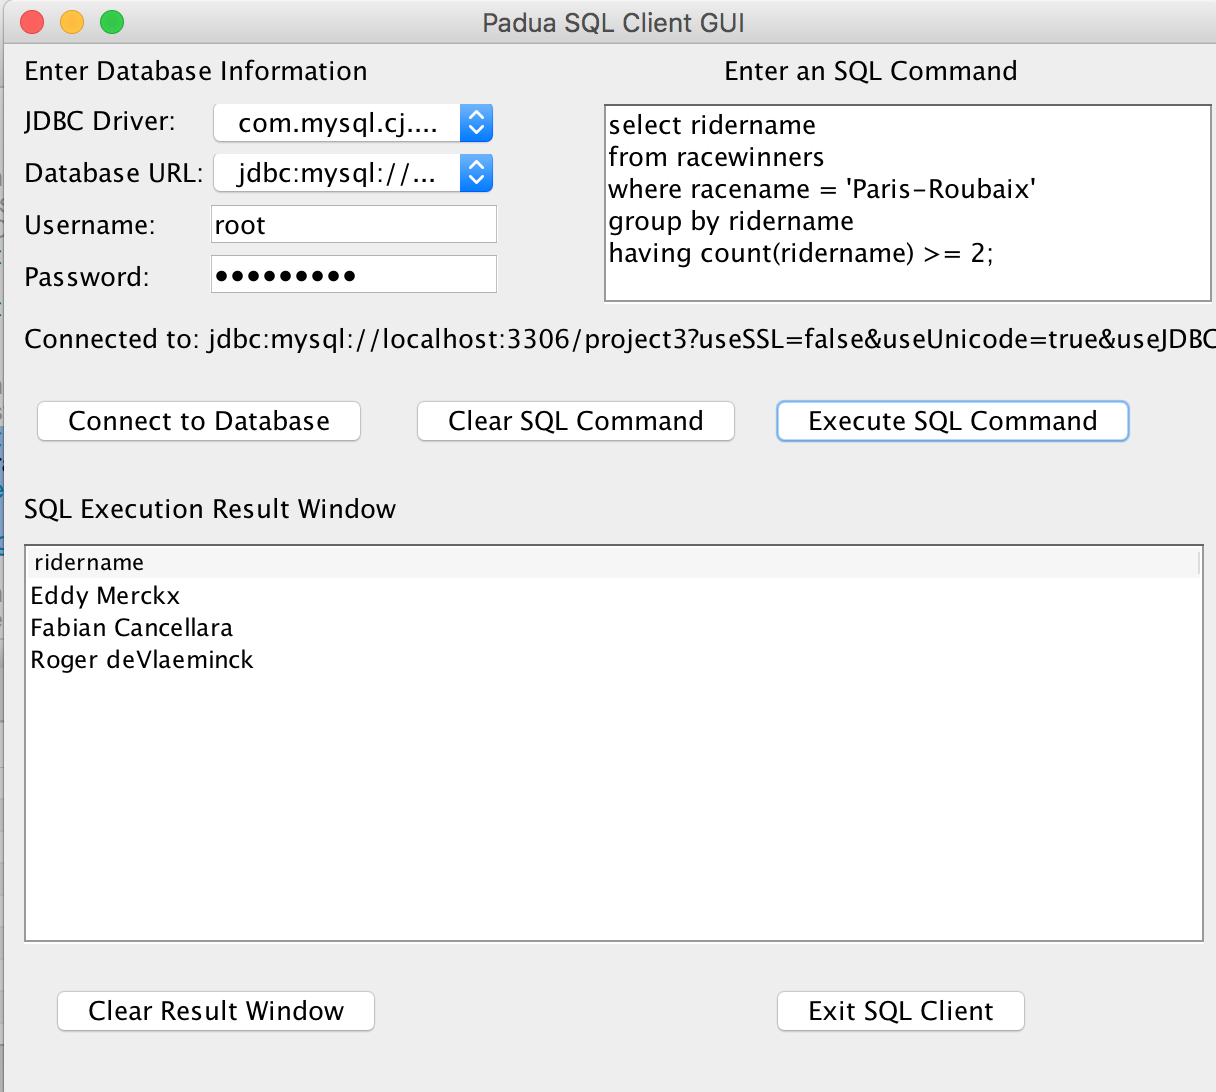 Padua SQL Client GUI
Enter Database Information
JDBC Driver: com.mysql.cj....
Database URL: jdbc:mysql://...
Username: root
Password: •••••••••
Enter an SQL Command
select ridername
from racewinners
where racename = 'Paris-Roubaix'
group by ridername
having count(ridername) >= 2;
Connected to: jdbc:mysql://localhost:3306/project3?useSSL=false&useUnicode=true&useJDBC
Connect to Database
Clear SQL Command
Execute SQL Command
SQL Execution Result Window
ridername
Eddy Merckx
Fabian Cancellara
Roger deVlaeminck
Clear Result Window
Exit SQL Client